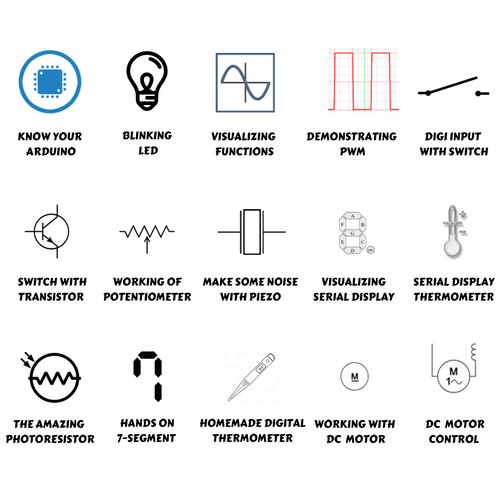 KNOW YOUR
ARDUINO
BLINKING
LED
VISUALIZING
FUNCTIONS
DEMONSTRATING
PWM
DIGI INPUT
WITH SWITCH
SWITCH WITH
TRANSISTOR
WORKING OF
POTENTIOMETER
MAKE SOME NOISE
WITH PIEZO
A
F B
G
E C
D
VISUALIZING
SERIAL DISPLAY
SERIAL DISPLAY
THERMOMETER
THE AMAZING
PHOTORESISTOR
HANDS ON
7-SEGMENT
HOMEMADE DIGITAL
THERMOMETER
M
WORKING WITH
DC MOTOR
M
1~
DC MOTOR
CONTROL